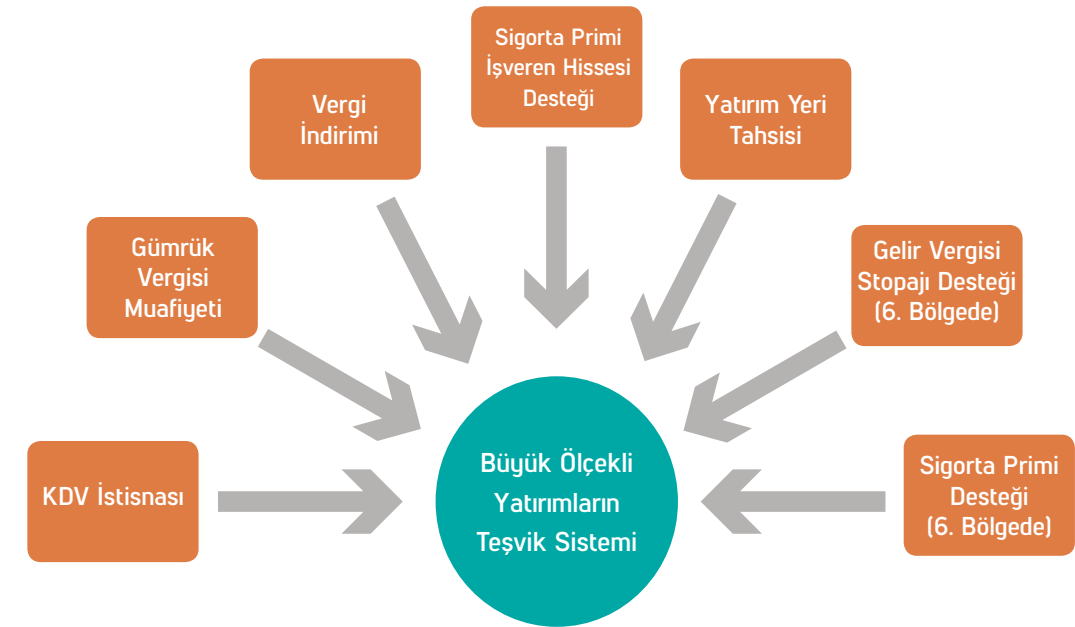 Sigorta Primi
İşveren Hissesi
Desteği
Vergi
İndirimi
Yatırım Yeri
Tahsisi
Gümrük
Vergisi
Muafiyeti
Gelir Vergisi
Stopajı Desteği
(6. Bölgede)
KDV İstisnası
Büyük Ölçekli
Yatırımların
Teşvik Sistemi
Sigorta Primi
Desteği
(6. Bölgede)